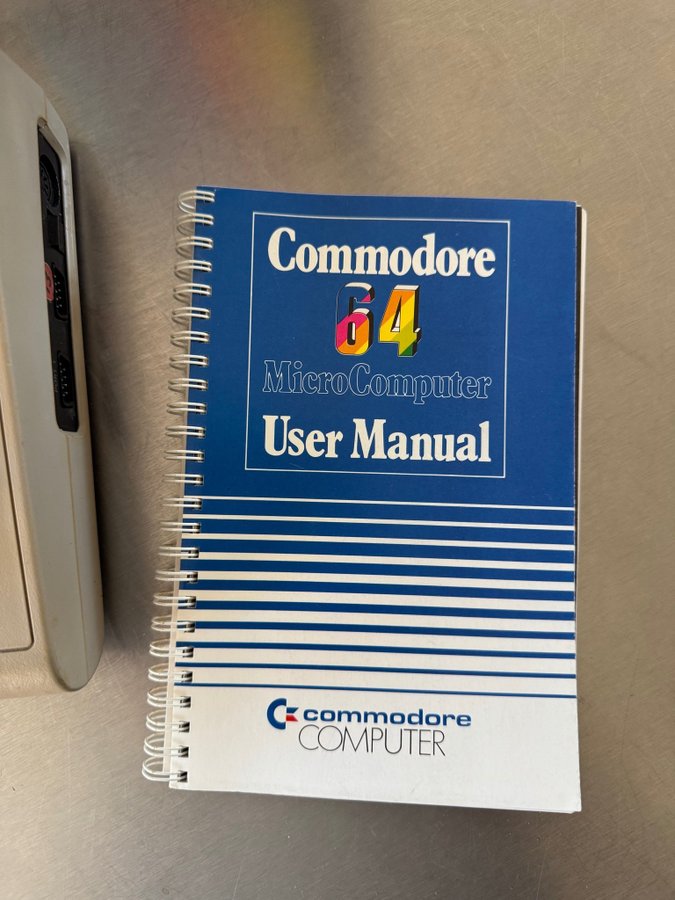 Commodore
64
MicroComputer
User Manual
commodore
COMPUTER